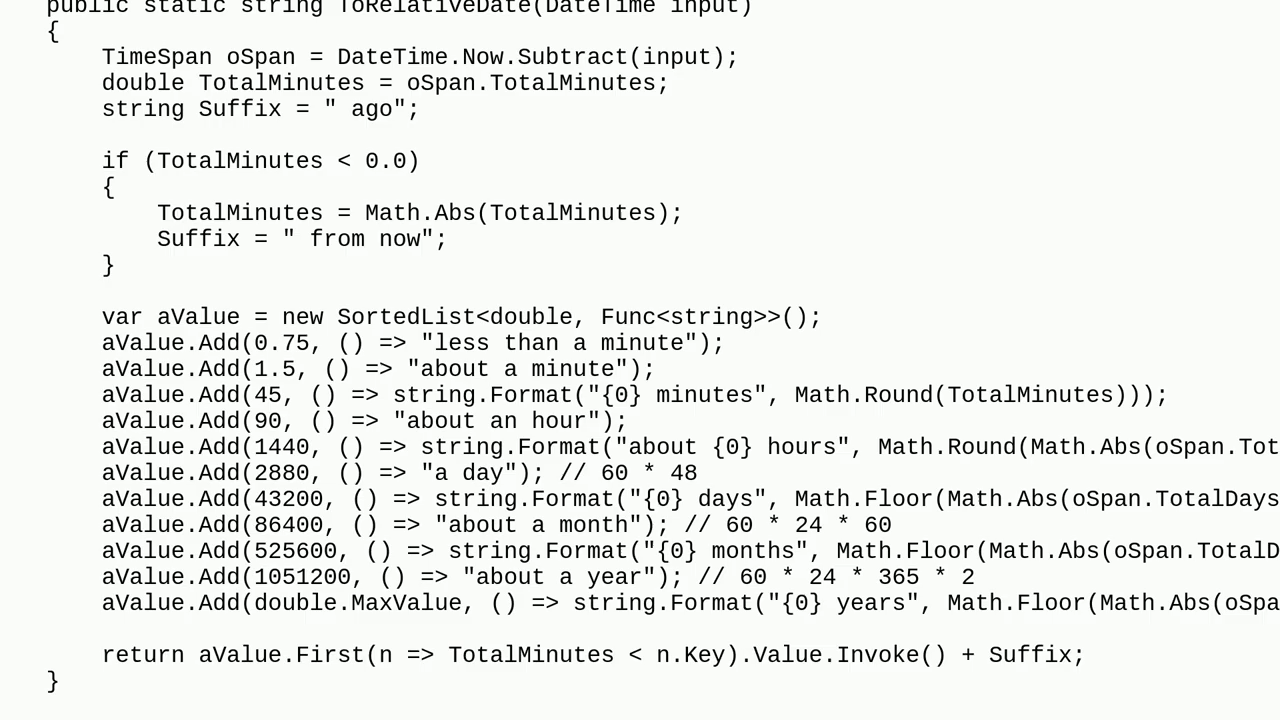 public static string ToRelativeDate(DateTime input)
{
    TimeSpan oSpan = DateTime.Now.Subtract(input);
    double TotalMinutes = oSpan.TotalMinutes;
    string Suffix = " ago";

    if (TotalMinutes < 0.0)
    {
        TotalMinutes = Math.Abs(TotalMinutes);
        Suffix = " from now";
    }

    var aValue = new SortedList<double, Func<string>>();
    aValue.Add(0.75, () => "less than a minute");
    aValue.Add(1.5, () => "about a minute");
    aValue.Add(45, () => string.Format("{0} minutes", Math.Round(TotalMinutes)));
    aValue.Add(90, () => "about an hour");
    aValue.Add(1440, () => string.Format("about {0} hours", Math.Round(Math.Abs(oSpan.Tot
    aValue.Add(2880, () => "a day"); // 60 * 48
    aValue.Add(43200, () => string.Format("{0} days", Math.Floor(Math.Abs(oSpan.TotalDays
    aValue.Add(86400, () => "about a month"); // 60 * 24 * 60
    aValue.Add(525600, () => string.Format("{0} months", Math.Floor(Math.Abs(oSpan.TotalD
    aValue.Add(1051200, () => "about a year"); // 60 * 24 * 365 * 2
    aValue.Add(double.MaxValue, () => string.Format("{0} years", Math.Floor(Math.Abs(oSpa

    return aValue.First(n => TotalMinutes < n.Key).Value.Invoke() + Suffix;
}